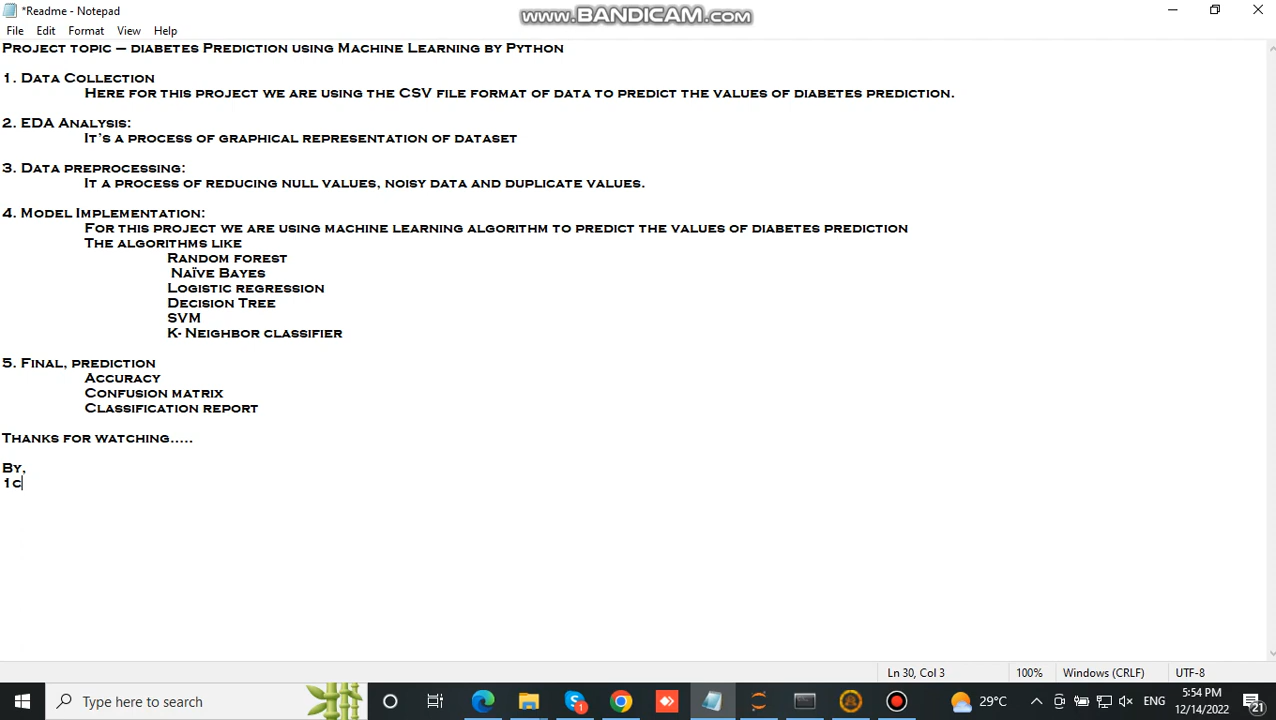 *Readme - Notepad
www.BANDICAM.com
File Edit Format View Help
Project topic – diabetes Prediction using Machine Learning by Python
1. Data Collection
Here for this project we are using the CSV file format of data to predict the values of diabetes prediction.
2. EDA Analysis:
It's a process of graphical representation of dataset
3. Data preprocessing:
It a process of reducing null values, noisy data and duplicate values.
4. Model Implementation:
For this project we are using machine learning algorithm to predict the values of diabetes prediction
The algorithms like
Random forest
Naïve Bayes
Logistic regression
Decision Tree
SVM
K- Neighbor classifier
5. Final, prediction
Accuracy
Confusion matrix
Classification report
Thanks for watching.....
By,
1c
Ln 30, Col 3 100% Windows (CRLF) UTF-8
Type here to search
1
29°C
ENG
5:54 PM
12/14/2022
21